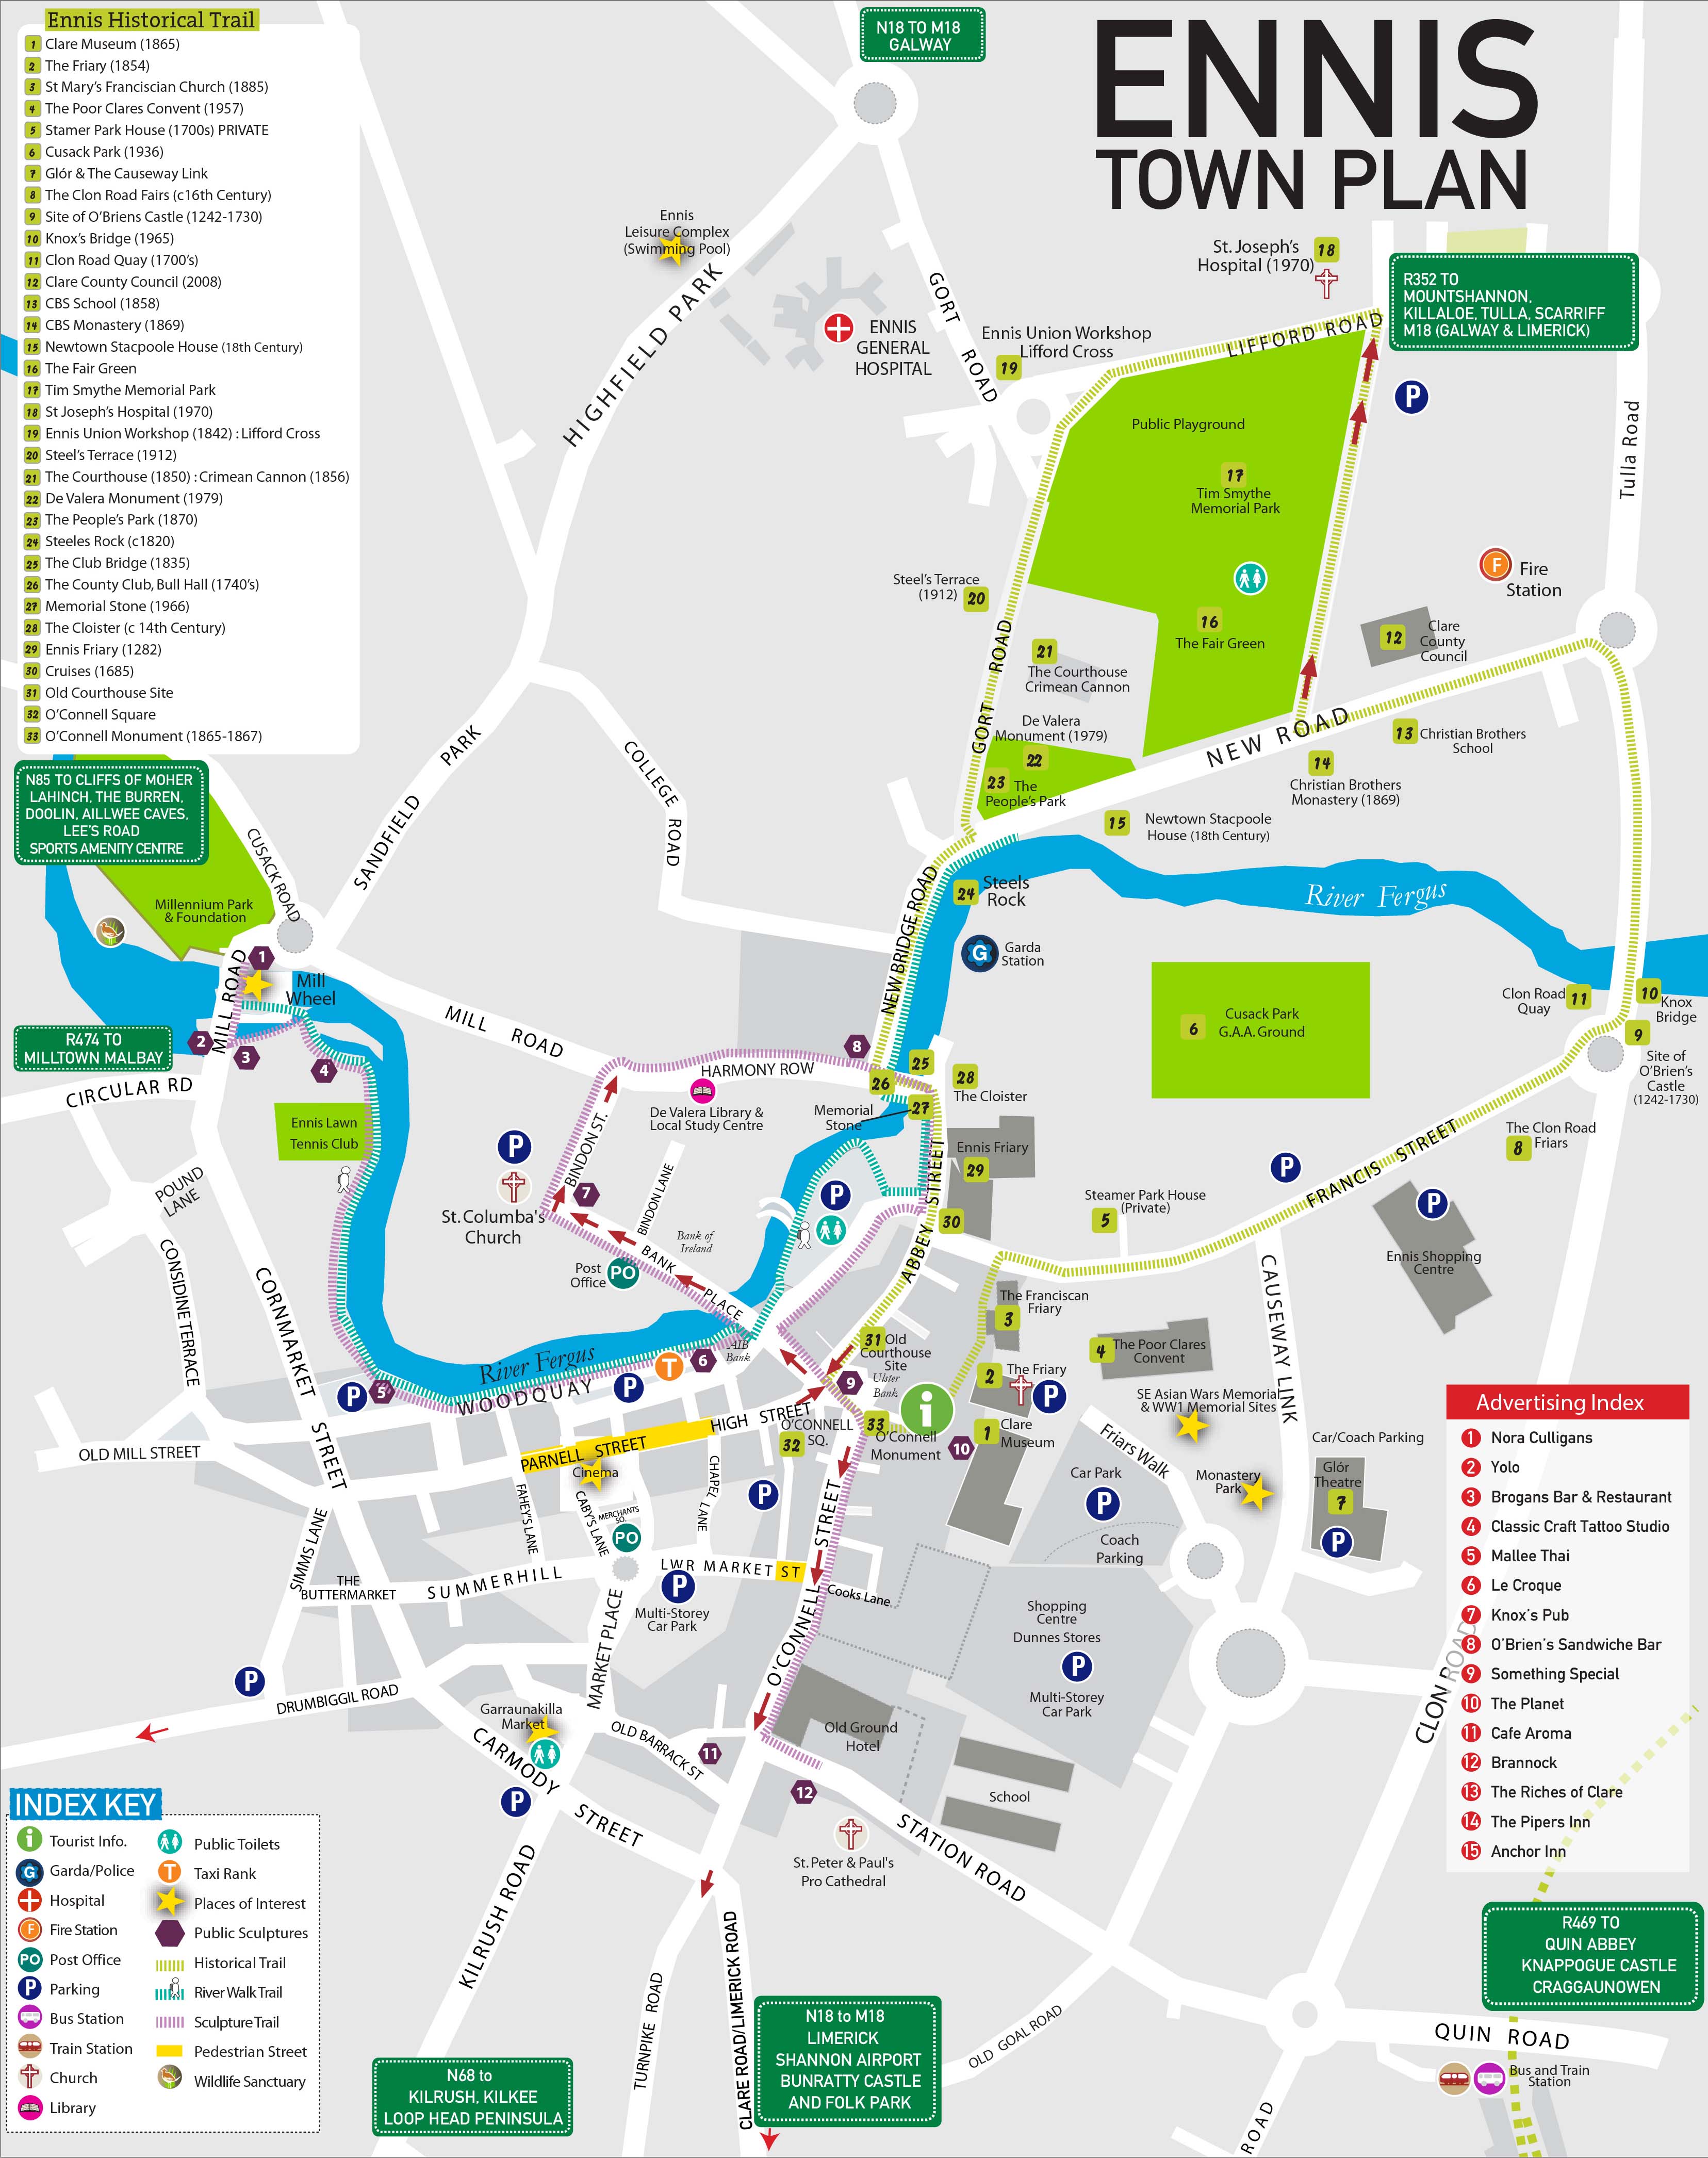 Ennis Historical Trail
1 Clare Museum (1865)
2 The Friary (1854)
3 St Mary's Franciscian Church (1885)
4 The Poor Clares Convent (1957)
5 Stamer Park House (1700s) PRIVATE
6 Cusack Park (1936)
7 Glór & The Causeway Link
8 The Clon Road Fairs (c16th Century)
9 Site of O'Briens Castle (1242-1730)
10 Knox's Bridge (1965)
11 Clon Road Quay (1700's)
12 Clare County Council (2008)
13 CBS School (1858)
14 CBS Monastery (1869)
15 Newtown Stacpoole House (18th Century)
16 The Fair Green
17 Tim Smythe Memorial Park
18 St Joseph's Hospital (1970)
19 Ennis Union Workshop (1842) : Lifford Cross
20 Steel's Terrace (1912)
21 The Courthouse (1850) : Crimean Cannon (1856)
22 De Valera Monument (1979)
23 The People's Park (1870)
24 Steeles Rock (c1820)
25 The Club Bridge (1835)
26 The County Club, Bull Hall (1740's)
27 Memorial Stone (1966)
28 The Cloister (c 14th Century)
29 Ennis Friary (1282)
30 Cruises (1685)
31 Old Courthouse Site
32 O'Connell Square
33 O'Connell Monument (1865-1867)
N18 TO M18
GALWAY
ENNIS
TOWN PLAN
Ennis
Leisure Complex
(Swimming Pool)
HIGHFIELD PARK
ENNIS
GENERAL
HOSPITAL
GORT ROAD
Ennis Union Workshop
Lifford Cross
19
St. Joseph's
Hospital (1970)
18
LIFFORD ROAD
R352 TO
MOUNTSHANNON,
KILLALOE, TULLA, SCARRIFF
M18 (GALWAY & LIMERICK)
P
Tulla Road
Public Playground
17
Tim Smythe
Memorial Park
F
Fire
Station
Steel's Terrace
(1912)
20
16
The Fair Green
21
The Courthouse
Crimean Cannon
12
Clare
County
Council
GORT ROAD
De Valera
Monument (1979)
22
23
The
People's Park
NEW ROAD
13
Christian Brothers
School
14
Christian Brothers
Monastery (1869)
15
Newtown Stacpoole
House (18th Century)
SANDFIELD PARK
COLLEGE ROAD
N85 TO CLIFFS OF MOHER
LAHINCH, THE BURREN,
DOOLIN, AILLWEE CAVES,
LEE'S ROAD
SPORTS AMENITY CENTRE
CUSACK ROAD
Millennium Park
& Foundation
NEW BRIDGE ROAD
24
Steels
Rock
River Fergus
G
Garda
Station
1
Mill
Wheel
MILL ROAD
2
3
4
R474 TO
MILLTOWN MALBAY
CIRCULAR RD
MILL ROAD
8
6
Cusack Park
G.A.A. Ground
Clon Road
Quay
11
10
Knox
Bridge
9
Site of
O'Brien's
Castle
(1242-1730)
HARMONY ROW
De Valera Library &
Local Study Centre
25
26
27
28
The Cloister
Memorial
Stone
Ennis Lawn
Tennis Club
P
BINDON ST.
BINDON LANE
7
St. Columba's
Church
Ennis Friary
29
The Clon Road
Friars
8
FRANCIS STREET
P
P
Ennis Shopping
Centre
Steamer Park House
(Private)
5
30
ABBEY STREET
P
POUND
LANE
CONSIDINE TERRACE
CORNMARKET STREET
Bank of
Ireland
BANK PLACE
Post
Office
PO
The Franciscan
Friary
3
CAUSEWAY LINK
4
The Poor Clares
Convent
31
Old
Courthouse
Site
Ulster
Bank
AIB
Bank
River Fergus
WOODQUAY
P
5
P
T
6
9
2
The Friary
P
i
SE Asian Wars Memorial
& WW1 Memorial Sites
1
Clare
Museum
10
33
O'Connell
Monument
O'CONNELL
SQ.
32
HIGH STREET
PARNELL STREET
Cinema
OLD MILL STREET
FAHEY'S LANE
CABY'S LANE
MERCHANTS
SQ.
PO
CHAPEL LANE
P
Friars Walk
Car Park
P
Coach
Parking
Monastery
Park
Car/Coach Parking
Glór
Theatre
7
P
SIMMS LANE
THE
BUTTERMARKET
SUMMERHILL
LWR MARKET ST
P
Multi-Storey
Car Park
Cooks Lane
O'CONNELL STREET
Shopping
Centre
Dunnes Stores
P
Multi-Storey
Car Park
MARKET PLACE
P
DRUMBIGGIL ROAD
Garraunakilla
Market
CARMODY STREET
OLD BARRACK ST
11
12
P
Old Ground
Hotel
School
St. Peter & Paul's
Pro Cathedral
STATION ROAD
CLON ROAD
Advertising Index
1 Nora Culligans
2 Yolo
3 Brogans Bar & Restaurant
4 Classic Craft Tattoo Studio
5 Mallee Thai
6 Le Croque
7 Knox's Pub
8 O'Brien's Sandwiche Bar
9 Something Special
10 The Planet
11 Cafe Aroma
12 Brannock
13 The Riches of Clare
14 The Pipers Inn
15 Anchor Inn
INDEX KEY
i Tourist Info.
G Garda/Police
Hospital
F Fire Station
PO Post Office
P Parking
Bus Station
Train Station
Church
Library
Public Toilets
T Taxi Rank
Places of Interest
Public Sculptures
Historical Trail
River Walk Trail
Sculpture Trail
Pedestrian Street
Wildlife Sanctuary
KILRUSH ROAD
TURNPIKE ROAD
CLARE ROAD/LIMERICK ROAD
N68 to
KILRUSH, KILKEE
LOOP HEAD PENINSULA
N18 to M18
LIMERICK
SHANNON AIRPORT
BUNRATTY CASTLE
AND FOLK PARK
OLD GOAL ROAD
ROAD
R469 TO
QUIN ABBEY
KNAPPOGUE CASTLE
CRAGGAUNOWEN
QUIN ROAD
Bus and Train
Station